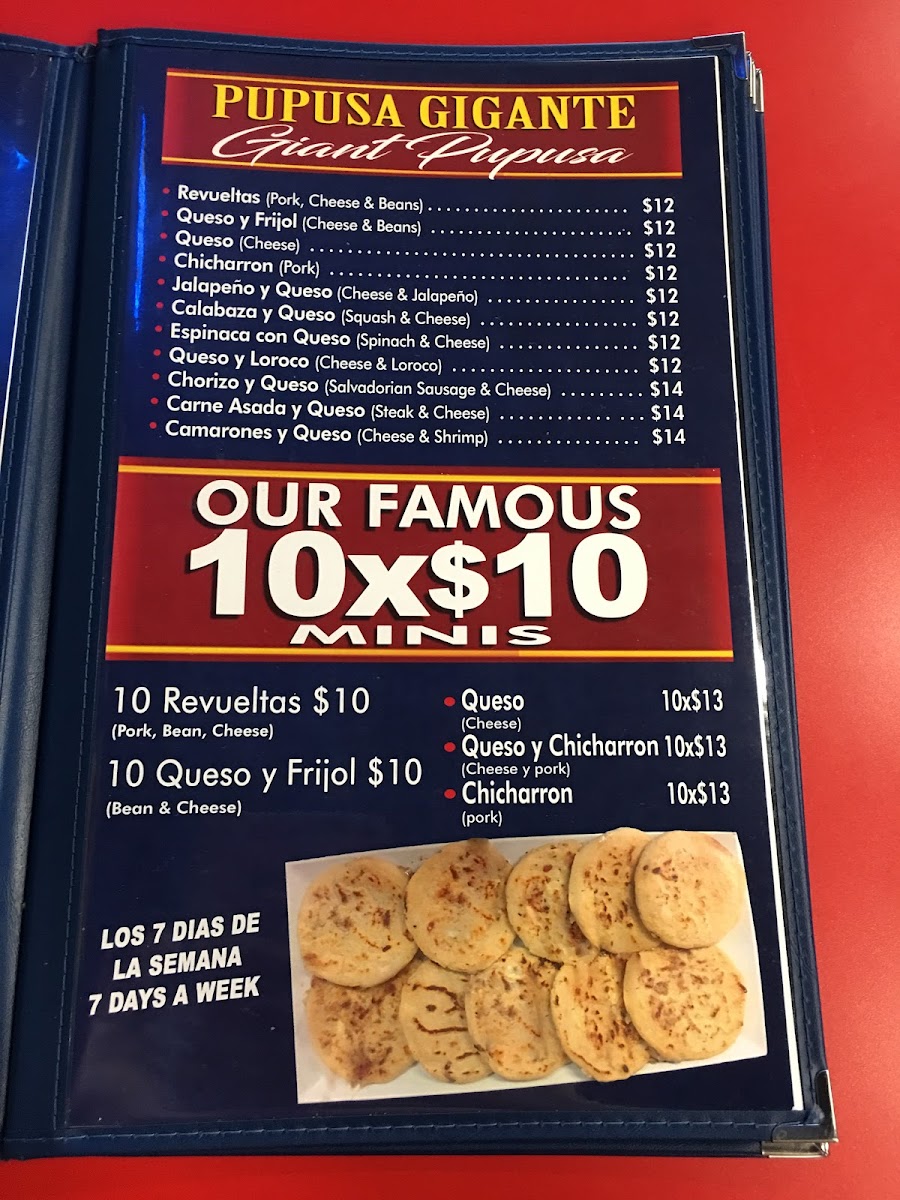 PUPUSA GIGANTE
Giant Pupusa
• Revueltas (Pork, Cheese & Beans) ........................ $12
• Queso y Frijol (Cheese & Beans) ........................ $12
• Queso (Cheese) ........................ $12
• Chicharron (Pork) ........................ $12
• Jalapeño y Queso (Cheese & Jalapeño) ................. $12
• Calabaza y Queso (Squash & Cheese) .................. $12
• Espinaca con Queso (Spinach & Cheese) ................ $12
• Queso y Loroco (Cheese & Loroco) ..................... $12
• Chorizo y Queso (Salvadorian Sausage & Cheese) ......... $14
• Carne Asada y Queso (Steak & Cheese) ................. $14
• Camarones y Queso (Cheese & Shrimp) ................ $14
OUR FAMOUS
10x$10
MINIS
10 Revueltas $10
(Pork, Bean, Cheese)
10 Queso y Frijol $10
(Bean & Cheese)
• Queso 10x$13
(Cheese)
• Queso y Chicharron 10x$13
(Cheese y pork)
• Chicharron 10x$13
(pork)
LOS 7 DIAS DE
LA SEMANA
7 DAYS A WEEK